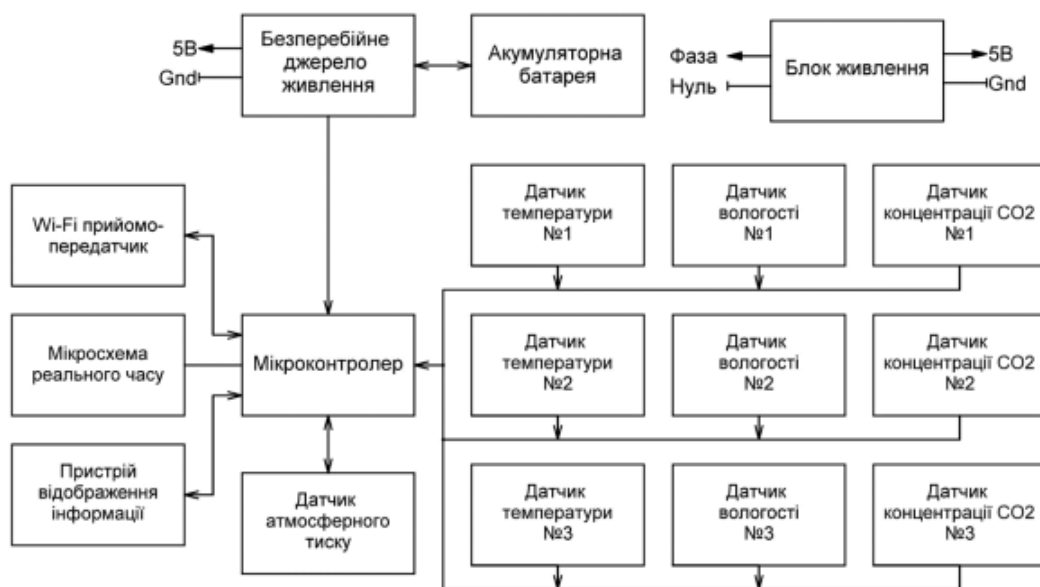 5В
Gnd
Безперебійне
джерело
живлення
Акумуляторна
батарея
Фаза
Нуль
Блок живлення
5В
Gnd
Wi-Fi прийомо-
передатчик
Датчик
температури
№1
Датчик
вологості
№1
Датчик
концентрації CO2
№1
Мікросхема
реального часу
Мікроконтролер
Датчик
температури
№2
Датчик
вологості
№2
Датчик
концентрації CO2
№2
Пристрій
відображення
інформації
Датчик
атмосферного
тиску
Датчик
температури
№3
Датчик
вологості
№3
Датчик
концентрації CO2
№3